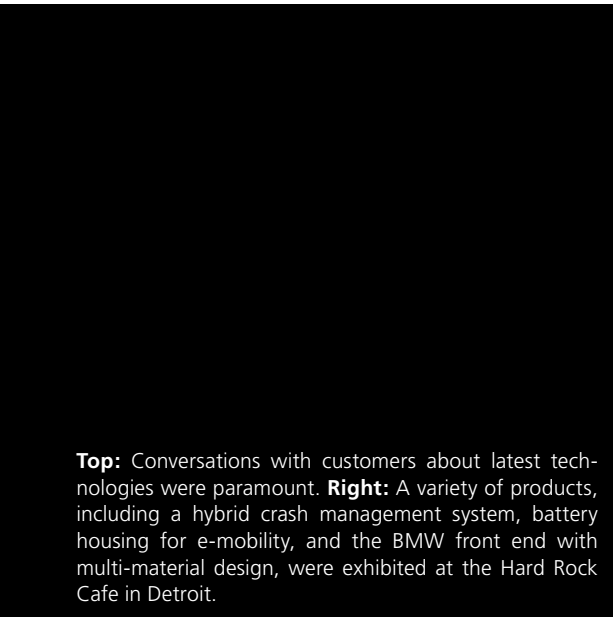 Top: Conversations with customers about latest tech-
nologies were paramount. Right: A variety of products,
including a hybrid crash management system, battery
housing for e-mobility, and the BMW front end with
multi-material design, were exhibited at the Hard Rock
Cafe in Detroit.